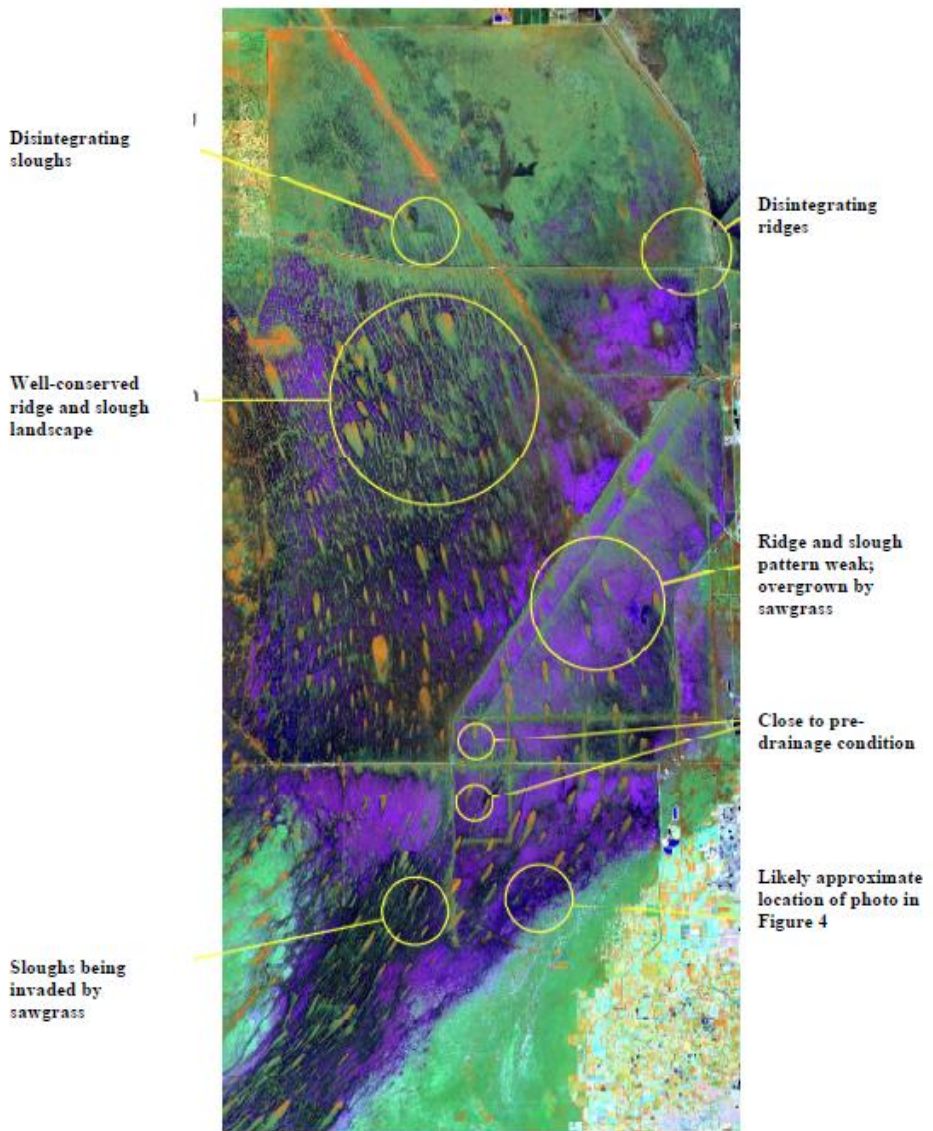 Disintegrating
sloughs
Disintegrating
ridges
Well-conserved
ridge and slough
landscape
Ridge and slough
pattern weak;
overgrown by
sawgrass
Close to pre-
drainage condition
Likely approximate
location of photo in
Figure 4
Sloughs being
invaded by
sawgrass